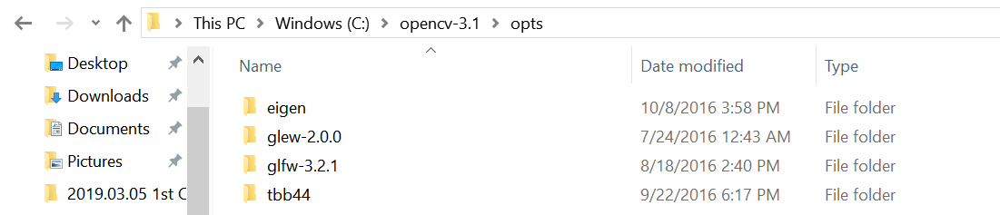 This PC > Windows (C:) > opencv-3.1 > opts
Desktop
Downloads
Documents
Pictures
2019.03.05 1st C
Name Date modified Type
eigen 10/8/2016 3:58 PM File folder
glew-2.0.0 7/24/2016 12:43 AM File folder
glfw-3.2.1 8/18/2016 2:40 PM File folder
tbb44 9/22/2016 6:17 PM File folder